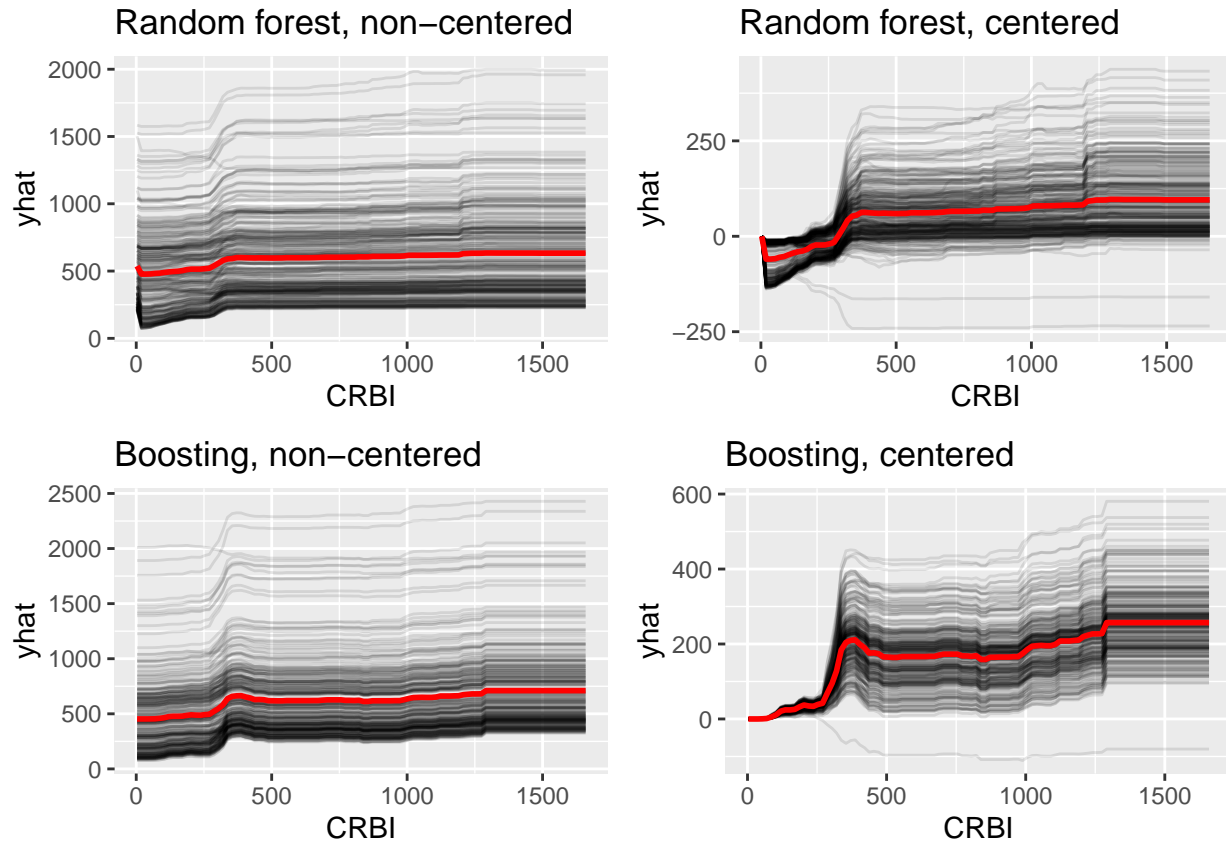 Random forest, non−centered
2000
1500
1000
500
0
yhat
0 500 1000 1500
CRBI
Random forest, centered
250
0
−250
yhat
0 500 1000 1500
CRBI
Boosting, non−centered
2500
2000
1500
1000
500
0
yhat
0 500 1000 1500
CRBI
Boosting, centered
600
400
200
0
yhat
0 500 1000 1500
CRBI